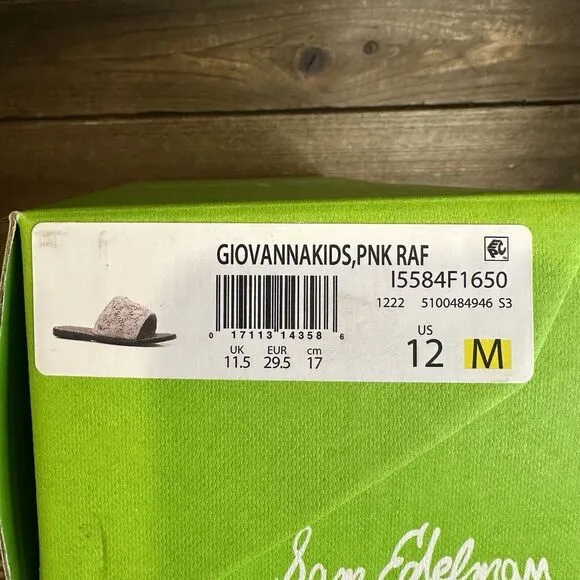 GIOVANNAKIDS,PNK RAF
I5584F1650
1222 5100484946 S3
0 17113 14358 6
UK EUR cm
11.5 29.5 17
US
12 M
Sam Edelman